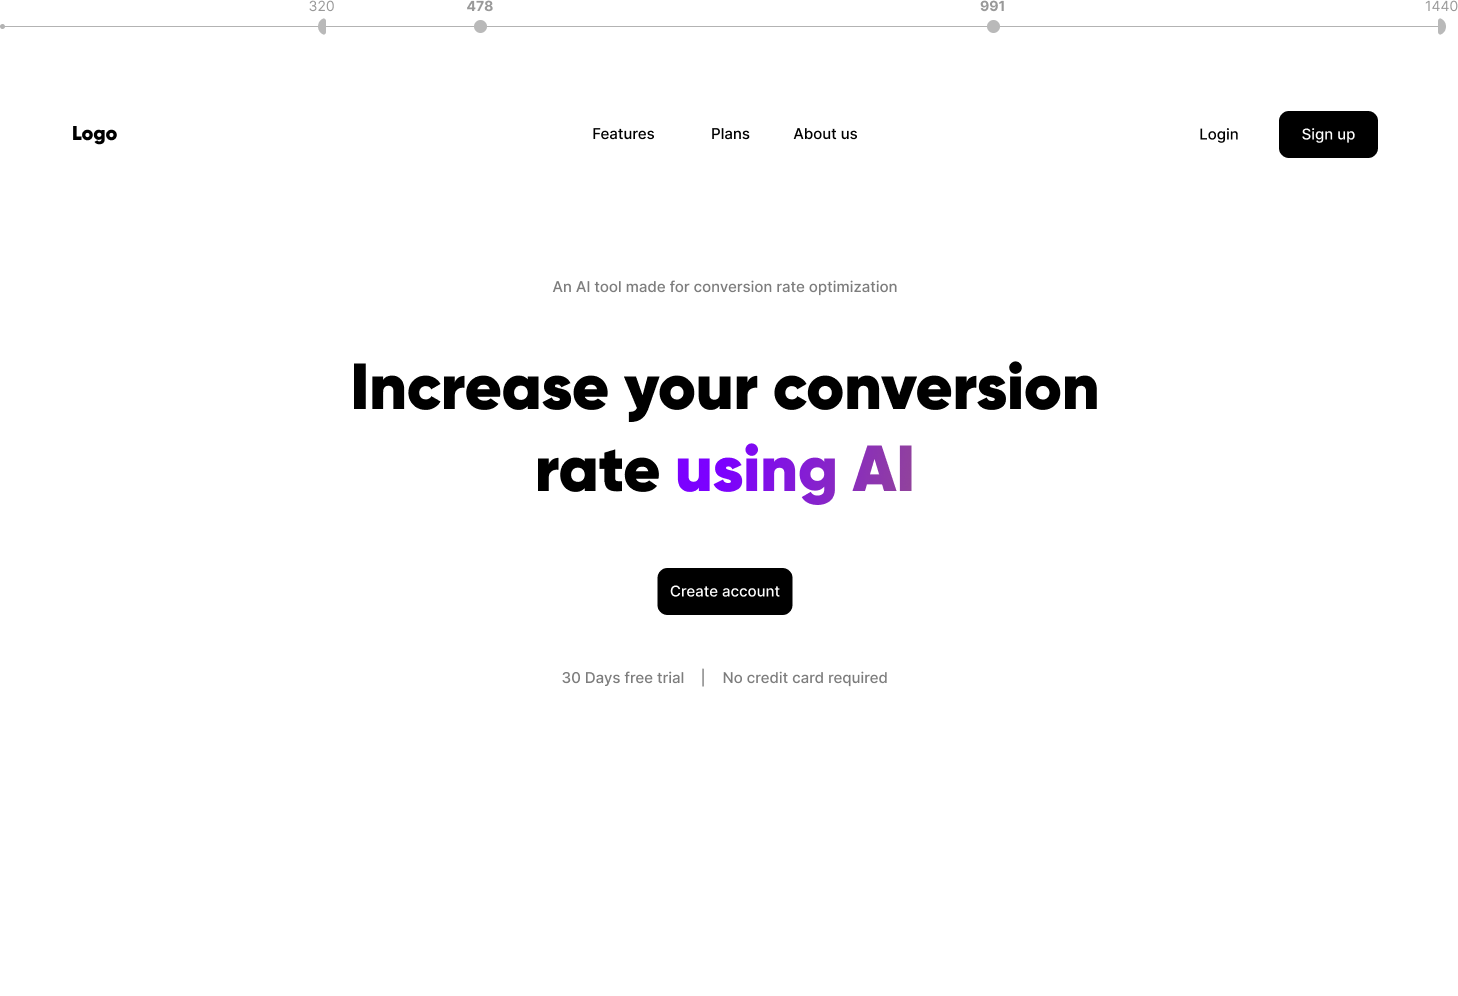 320 478 991 1440
Logo Features Plans About us Login Sign up
An AI tool made for conversion rate optimization
Increase your conversion
rate using AI
Create account
30 Days free trial | No credit card required